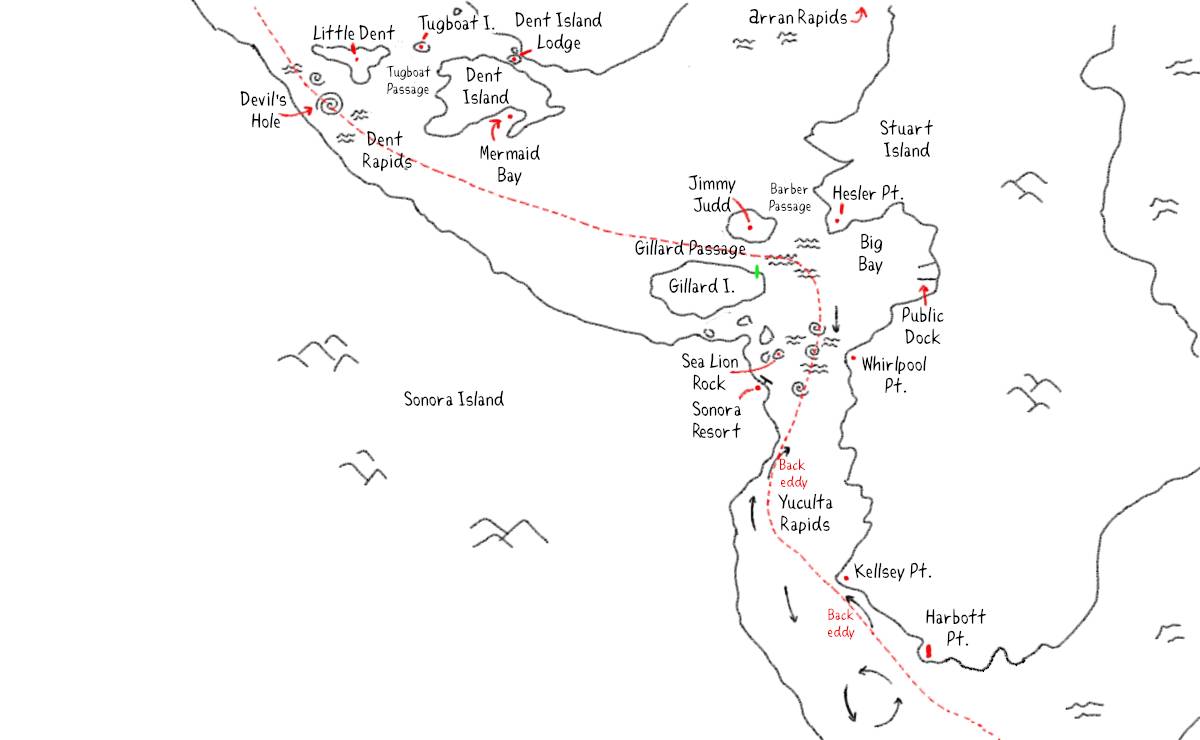 Little Dent
Tugboat I.
Dent Island
Lodge
arran Rapids
Tugboat
Passage
Dent
Island
Devil's
Hole
Dent
Rapids
Mermaid
Bay
Stuart
Island
Jimmy
Judd
Barber
Passage
Hesler Pt.
Gillard Passage
Big
Bay
Gillard I.
Public
Dock
Sea Lion
Rock
Whirlpool
Pt.
Sonora Island
Sonora
Resort
Back
eddy
Yuculta
Rapids
Kellsey Pt.
Back
eddy
Harbott
Pt.